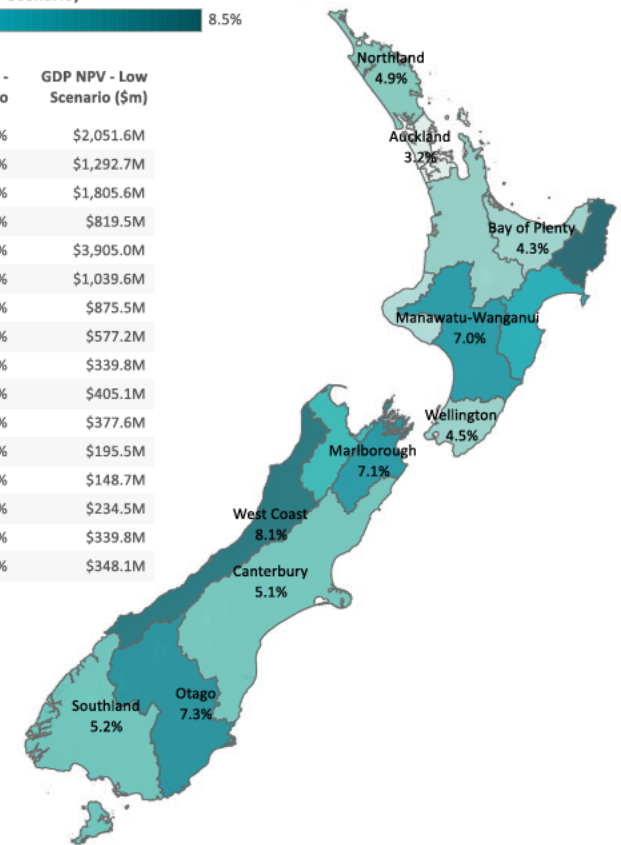 8.5%
GDP NPV - Low
Scenario ($m)
% $2,051.6M
% $1,292.7M
% $1,805.6M
% $819.5M
% $3,905.0M
% $1,039.6M
% $875.5M
% $577.2M
% $339.8M
% $405.1M
% $377.6M
% $195.5M
% $148.7M
% $234.5M
% $339.8M
% $348.1M
Northland
4.9%
Auckland
3.2%
Bay of Plenty
4.3%
Manawatu-Wanganui
7.0%
Wellington
4.5%
Marlborough
7.1%
West Coast
8.1%
Canterbury
5.1%
Otago
7.3%
Southland
5.2%